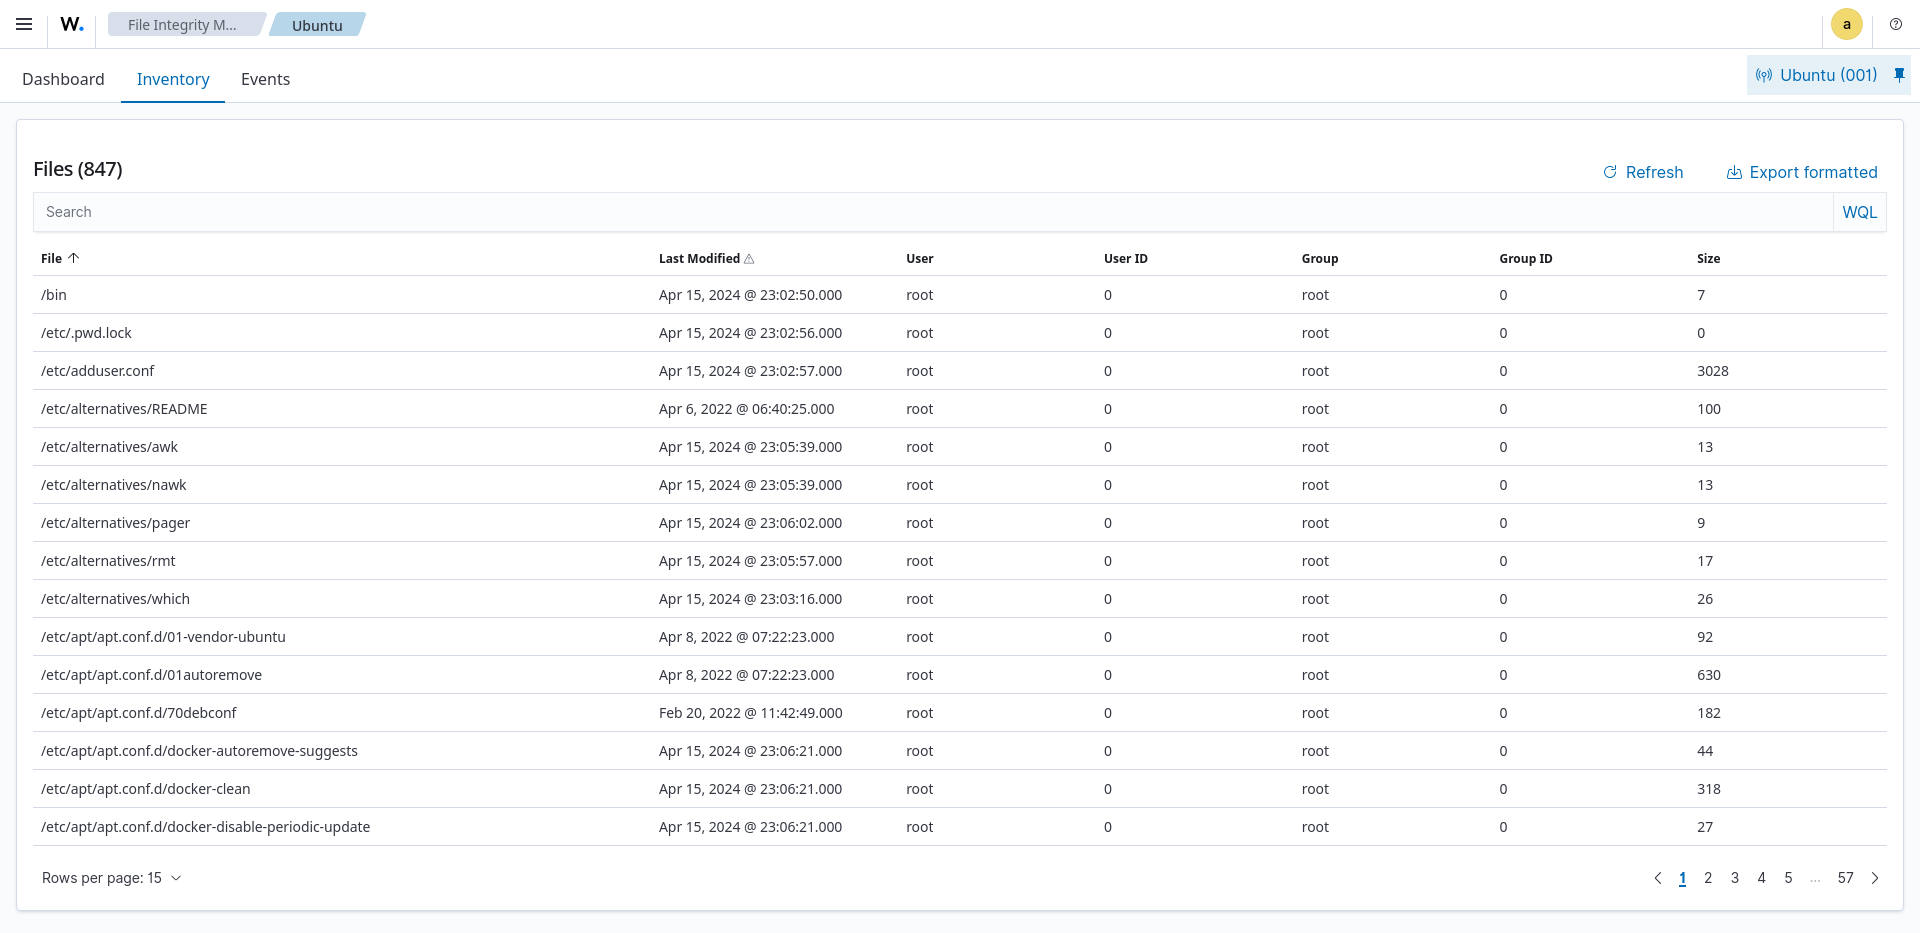 W. File Integrity M... Ubuntu a
Dashboard Inventory Events Ubuntu (001)
Files (847) Refresh Export formatted
Search WQL
File Last Modified User User ID Group Group ID Size
/bin Apr 15, 2024 @ 23:02:50.000 root 0 root 0 7
/etc/.pwd.lock Apr 15, 2024 @ 23:02:56.000 root 0 root 0 0
/etc/adduser.conf Apr 15, 2024 @ 23:02:57.000 root 0 root 0 3028
/etc/alternatives/README Apr 6, 2022 @ 06:40:25.000 root 0 root 0 100
/etc/alternatives/awk Apr 15, 2024 @ 23:05:39.000 root 0 root 0 13
/etc/alternatives/nawk Apr 15, 2024 @ 23:05:39.000 root 0 root 0 13
/etc/alternatives/pager Apr 15, 2024 @ 23:06:02.000 root 0 root 0 9
/etc/alternatives/rmt Apr 15, 2024 @ 23:05:57.000 root 0 root 0 17
/etc/alternatives/which Apr 15, 2024 @ 23:03:16.000 root 0 root 0 26
/etc/apt/apt.conf.d/01-vendor-ubuntu Apr 8, 2022 @ 07:22:23.000 root 0 root 0 92
/etc/apt/apt.conf.d/01autoremove Apr 8, 2022 @ 07:22:23.000 root 0 root 0 630
/etc/apt/apt.conf.d/70debconf Feb 20, 2022 @ 11:42:49.000 root 0 root 0 182
/etc/apt/apt.conf.d/docker-autoremove-suggests Apr 15, 2024 @ 23:06:21.000 root 0 root 0 44
/etc/apt/apt.conf.d/docker-clean Apr 15, 2024 @ 23:06:21.000 root 0 root 0 318
/etc/apt/apt.conf.d/docker-disable-periodic-update Apr 15, 2024 @ 23:06:21.000 root 0 root 0 27
Rows per page: 15 1 2 3 4 5 ... 57